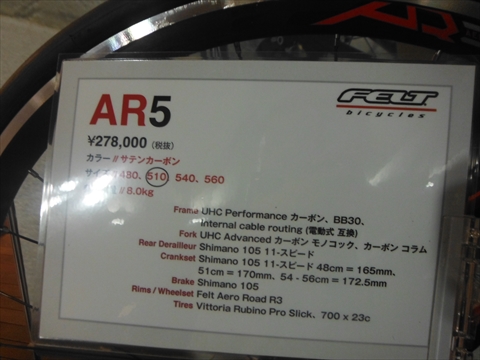 AR5
FELT
bicycles
¥278,000 (税抜)
カラー #サテンカーボン
サイズ 480、510、540、560
#8.0kg
Frame UHC Performance カーボン、BB30、
internal cable routing (電動式 互換)
Fork UHC Advanced カーボン モノコック、カーボン コラム
Rear Derailleur Shimano 105 11-スピード
Crankset Shimano 105 11-スピード 48cm = 165mm、
51cm = 170mm、54 - 56cm = 172.5mm
Brake Shimano 105
Rims / Wheelset Felt Aero Road R3
Tires Vittoria Rubino Pro Slick、700 x 23c